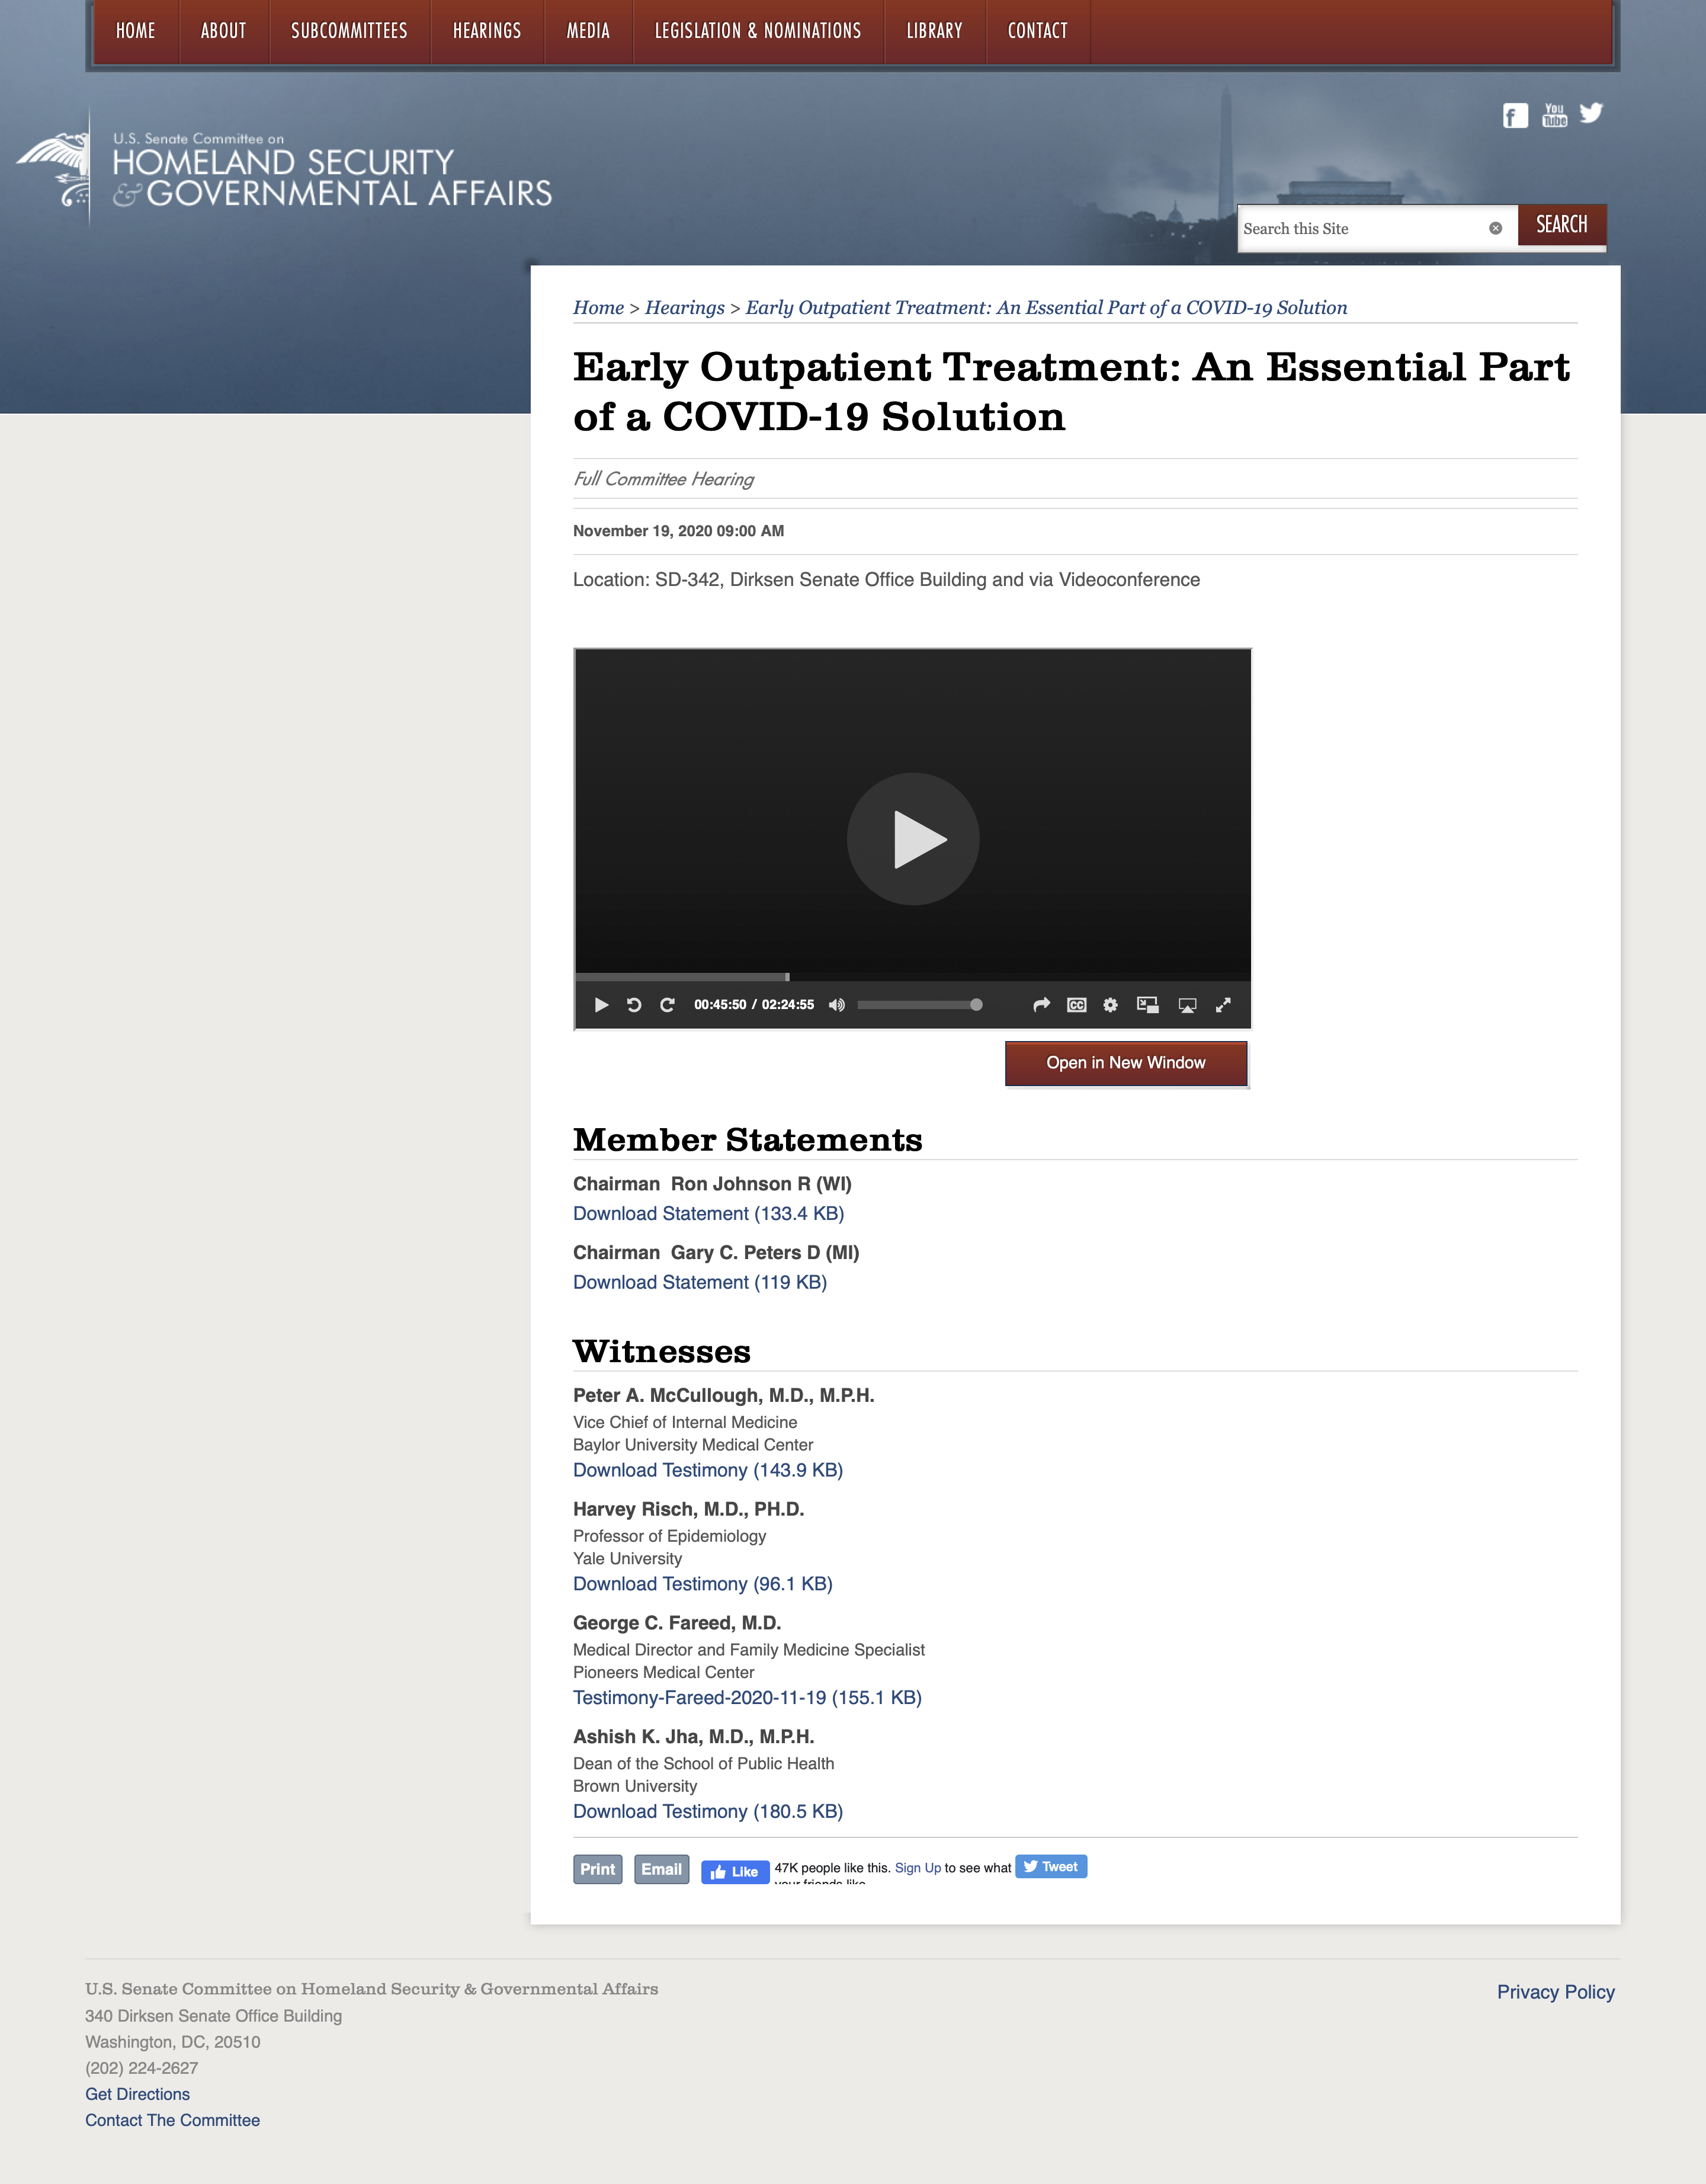 HOME ABOUT SUBCOMMITTEES HEARINGS MEDIA LEGISLATION & NOMINATIONS LIBRARY CONTACT
f You Tube
U.S. Senate Committee on
HOMELAND SECURITY
& GOVERNMENTAL AFFAIRS
Search this Site SEARCH
Home > Hearings > Early Outpatient Treatment: An Essential Part of a COVID-19 Solution
Early Outpatient Treatment: An Essential Part
of a COVID-19 Solution
Full Committee Hearing
November 19, 2020 09:00 AM
Location: SD-342, Dirksen Senate Office Building and via Videoconference
00:45:50 / 02:24:55 CC
Open in New Window
Member Statements
Chairman Ron Johnson R (WI)
Download Statement (133.4 KB)
Chairman Gary C. Peters D (MI)
Download Statement (119 KB)
Witnesses
Peter A. McCullough, M.D., M.P.H.
Vice Chief of Internal Medicine
Baylor University Medical Center
Download Testimony (143.9 KB)
Harvey Risch, M.D., PH.D.
Professor of Epidemiology
Yale University
Download Testimony (96.1 KB)
George C. Fareed, M.D.
Medical Director and Family Medicine Specialist
Pioneers Medical Center
Testimony-Fareed-2020-11-19 (155.1 KB)
Ashish K. Jha, M.D., M.P.H.
Dean of the School of Public Health
Brown University
Download Testimony (180.5 KB)
Print Email Like 47K people like this. Sign Up to see what Tweet
your friends like.
U.S. Senate Committee on Homeland Security & Governmental Affairs
Privacy Policy
340 Dirksen Senate Office Building
Washington, DC, 20510
(202) 224-2627
Get Directions
Contact The Committee